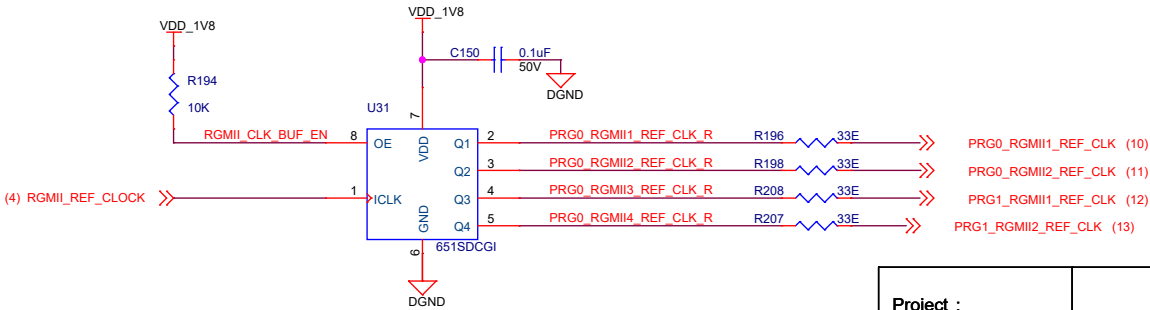 VDD_1V8
VDD_1V8
C150 0.1uF
50V
DGND
R194
10K
U31
7
RGMII_CLK_BUF_EN 8 OE VDD Q1 2 PRG0_RGMII1_REF_CLK_R R196 33E PRG0_RGMII1_REF_CLK (10)
Q2 3 PRG0_RGMII2_REF_CLK_R R198 33E PRG0_RGMII2_REF_CLK (11)
(4) RGMII_REF_CLOCK 1 ICLK Q3 4 PRG0_RGMII3_REF_CLK_R R208 33E PRG1_RGMII1_REF_CLK (12)
GND Q4 5 PRG0_RGMII4_REF_CLK_R R207 33E PRG1_RGMII2_REF_CLK (13)
6 651SDCGI
DGND
Project :